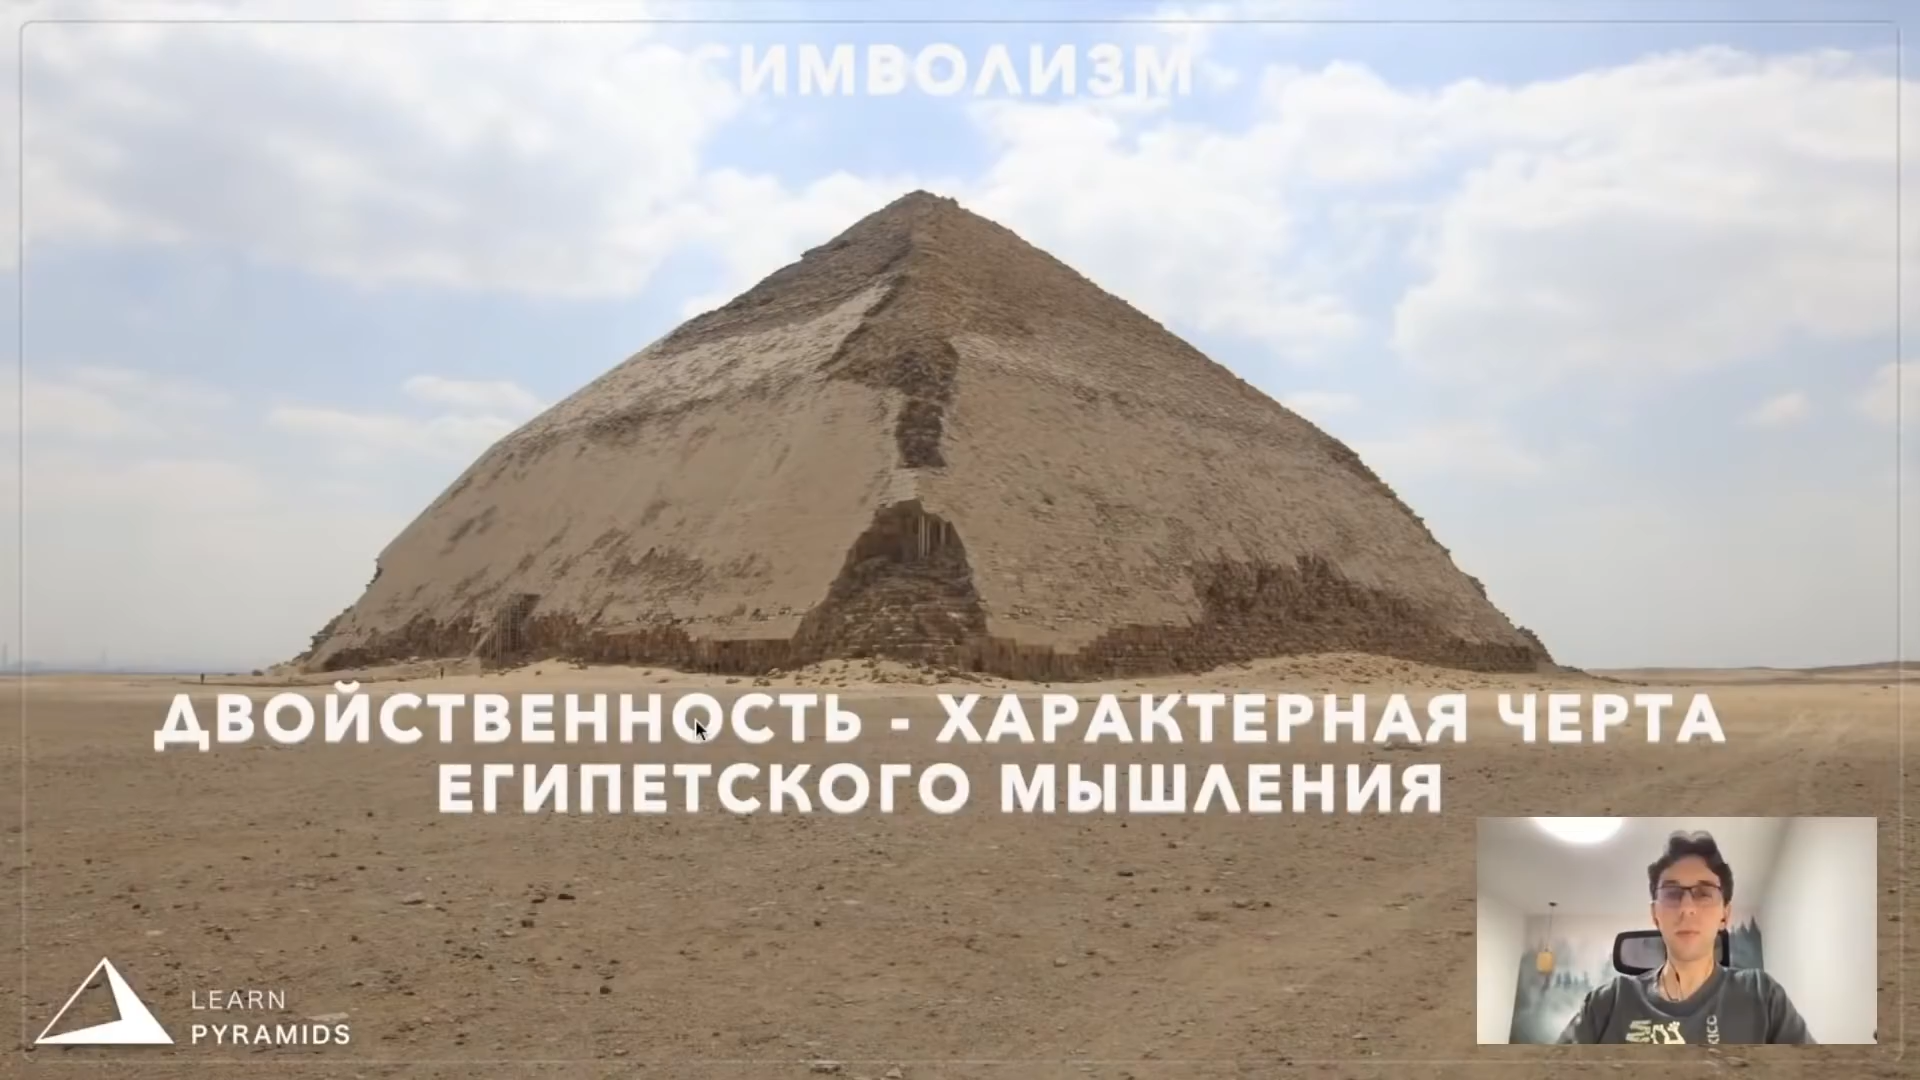 СИМВОЛИЗМ
ДВОЙСТВЕННОСТЬ - ХАРАКТЕРНАЯ ЧЕРТА
ЕГИПЕТСКОГО МЫШЛЕНИЯ
LEARN
PYRAMIDS